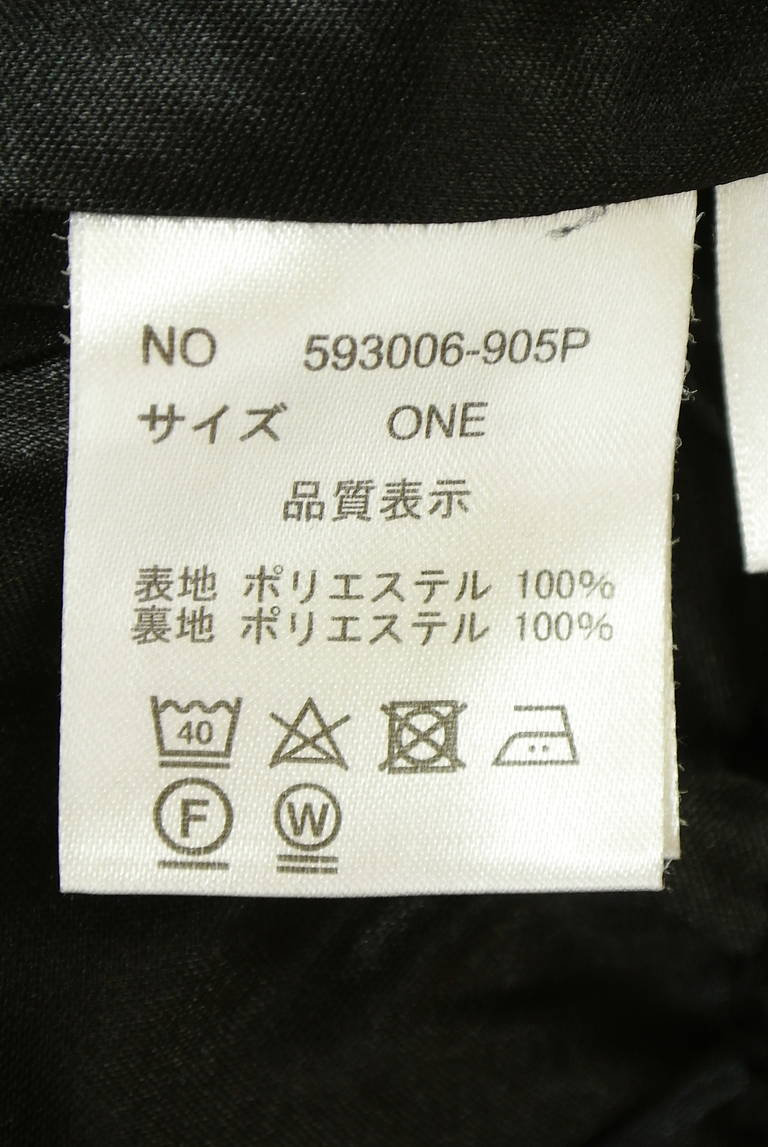 NO 593006-905P
サイズ ONE
品質表示
表地 ポリエステル 100%
裏地 ポリエステル 100%
40
F W